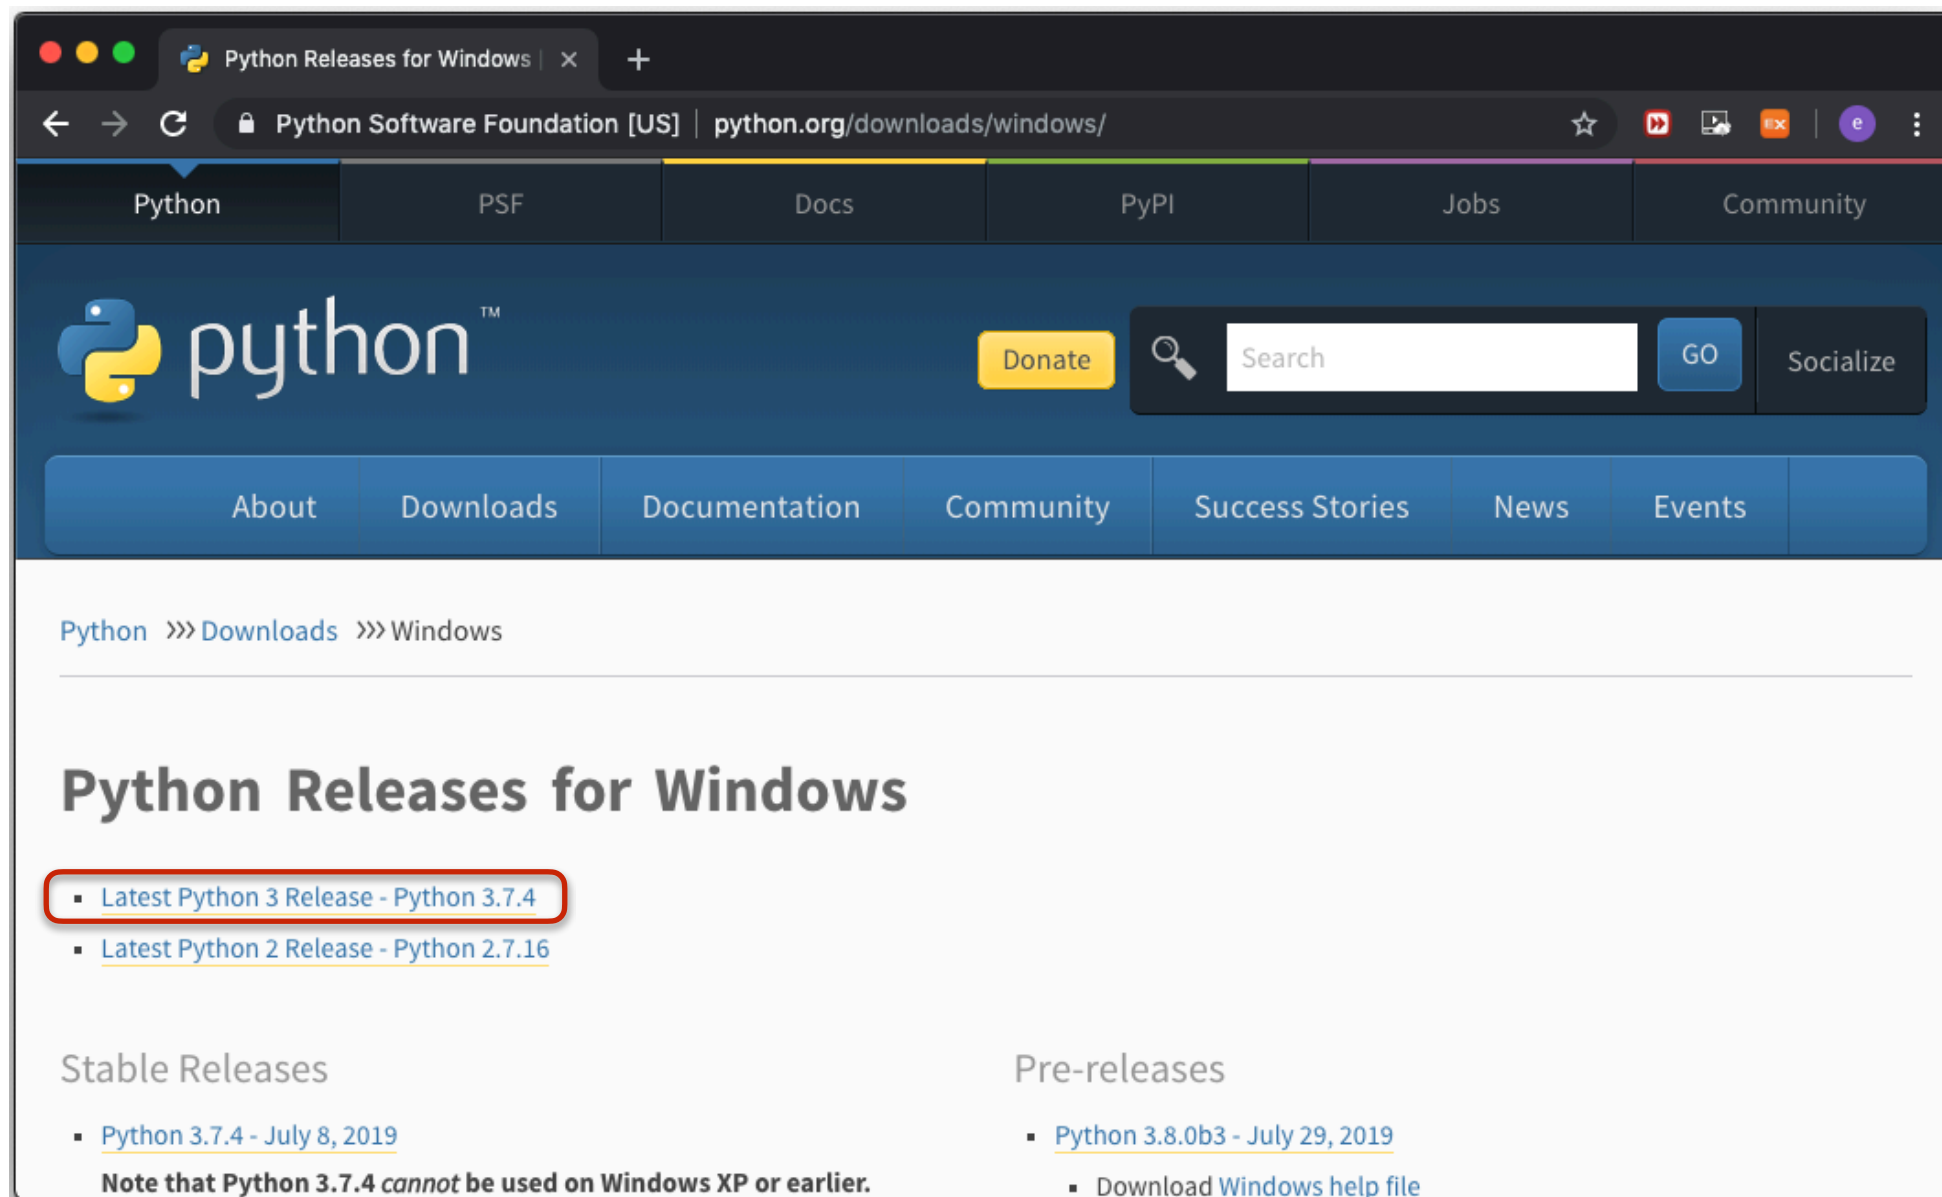 Python Releases for Windows
Python Software Foundation [US] | python.org/downloads/windows/
EX
e
Python PSF Docs PyPI Jobs Community
python™
Donate Search GO Socialize
About Downloads Documentation Community Success Stories News Events
Python >>> Downloads >>> Windows
Python Releases for Windows
Latest Python 3 Release - Python 3.7.4
Latest Python 2 Release - Python 2.7.16
Stable Releases
Python 3.7.4 - July 8, 2019
Note that Python 3.7.4 cannot be used on Windows XP or earlier.
Pre-releases
Python 3.8.0b3 - July 29, 2019
Download Windows help file